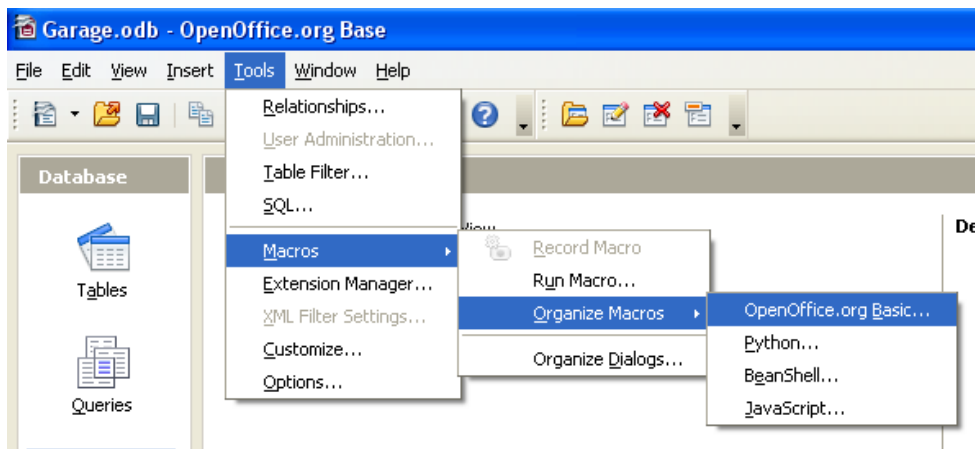 Garage.odb - OpenOffice.org Base
File Edit View Insert Tools Window Help
Relationships...
User Administration...
Table Filter...
SQL...
Macros
Extension Manager...
XML Filter Settings...
Customize...
Options...
Database
Tables
Queries
Record Macro
Run Macro...
Organize Macros
Organize Dialogs...
OpenOffice.org Basic...
Python...
BeanShell...
JavaScript...
De